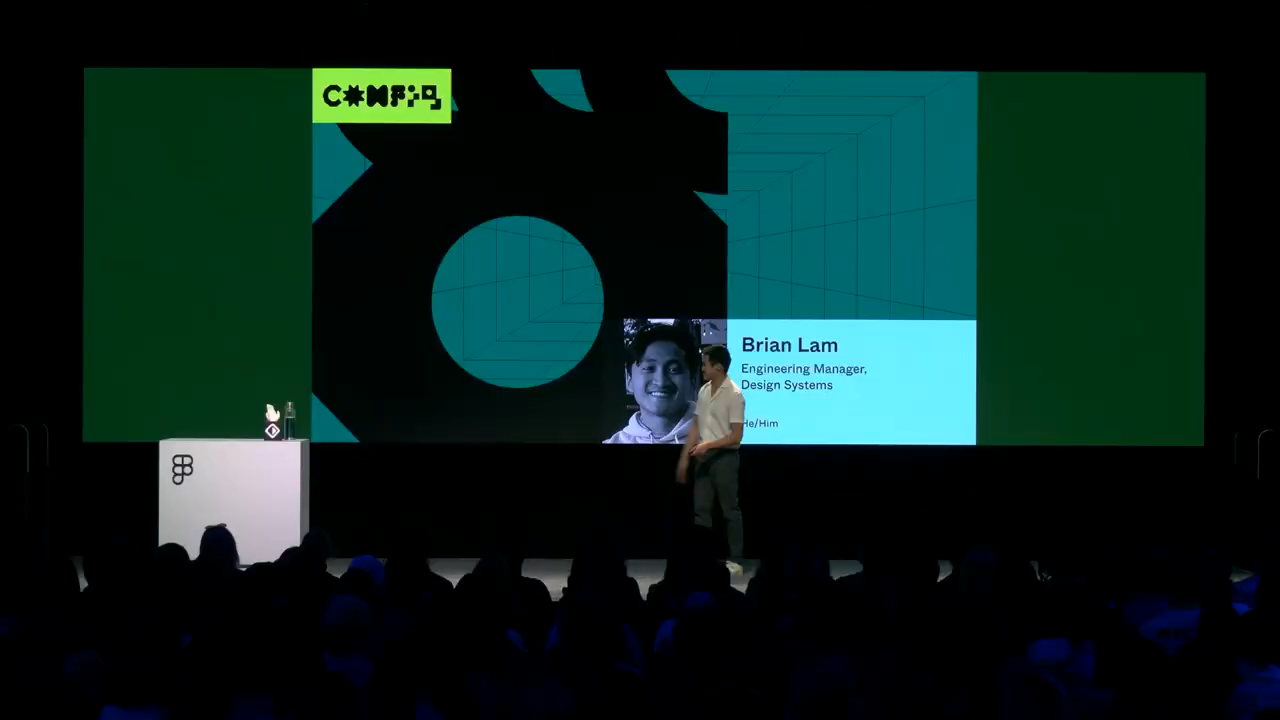 CONFIG
Brian Lam
Engineering Manager,
Design Systems
He/Him